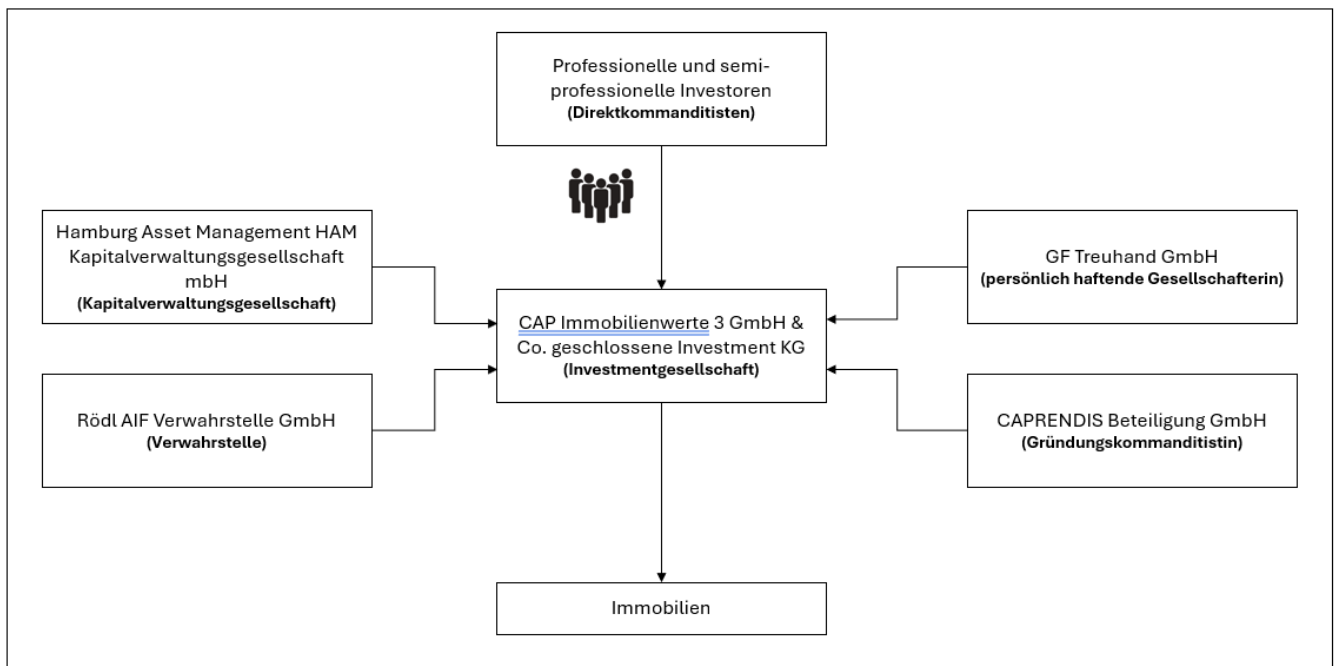 Professionelle und semi-
professionelle Investoren
(Direktkommanditisten)
Hamburg Asset Management HAM
Kapitalverwaltungsgesellschaft
mbH
(Kapitalverwaltungsgesellschaft)
GF Treuhand GmbH
(persönlich haftende Gesellschafterin)
CAP Immobilienwerte 3 GmbH &
Co. geschlossene Investment KG
(Investmentgesellschaft)
Rödl AIF Verwahrstelle GmbH
(Verwahrstelle)
CAPRENDIS Beteiligung GmbH
(Gründungskommanditistin)
Immobilien